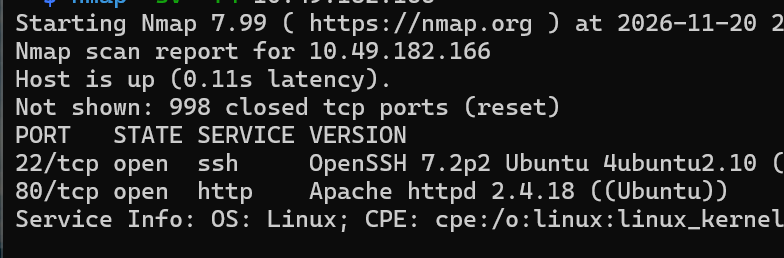 Starting Nmap 7.99 ( https://nmap.org ) at 2026-11-20 2
Nmap scan report for 10.49.182.166
Host is up (0.11s latency).
Not shown: 998 closed tcp ports (reset)
PORT   STATE SERVICE VERSION
22/tcp open  ssh     OpenSSH 7.2p2 Ubuntu 4ubuntu2.10 (
80/tcp open  http    Apache httpd 2.4.18 ((Ubuntu))
Service Info: OS: Linux; CPE: cpe:/o:linux:linux_kernel